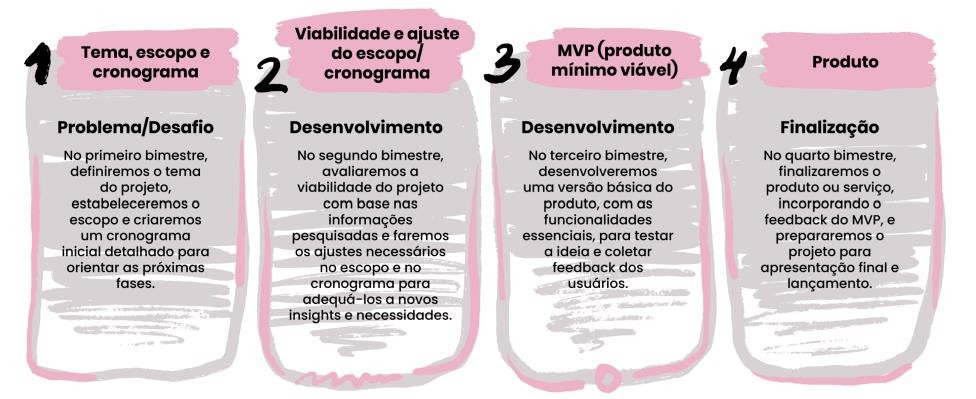 1
Tema, escopo e
cronograma
Problema/Desafio
No primeiro bimestre,
definiremos o tema
do projeto,
estabeleceremos o
escopo e criaremos
um cronograma
inicial detalhado para
orientar as próximas
fases.
2
Viabilidade e ajuste
do escopo/
cronograma
Desenvolvimento
No segundo bimestre,
avaliaremos a
viabilidade do projeto
com base nas
informações
pesquisadas e faremos
os ajustes necessários
no escopo e no
cronograma para
adequá-los a novos
insights e necessidades.
3
MVP (produto
mínimo viável)
Desenvolvimento
No terceiro bimestre,
desenvolveremos
uma versão básica do
produto, com as
funcionalidades
essenciais, para testar
a ideia e coletar
feedback dos
usuários.
4
Produto
Finalização
No quarto bimestre,
finalizaremos o
produto ou serviço,
incorporando o
feedback do MVP, e
prepararemos o
projeto para
apresentação final e
lançamento.